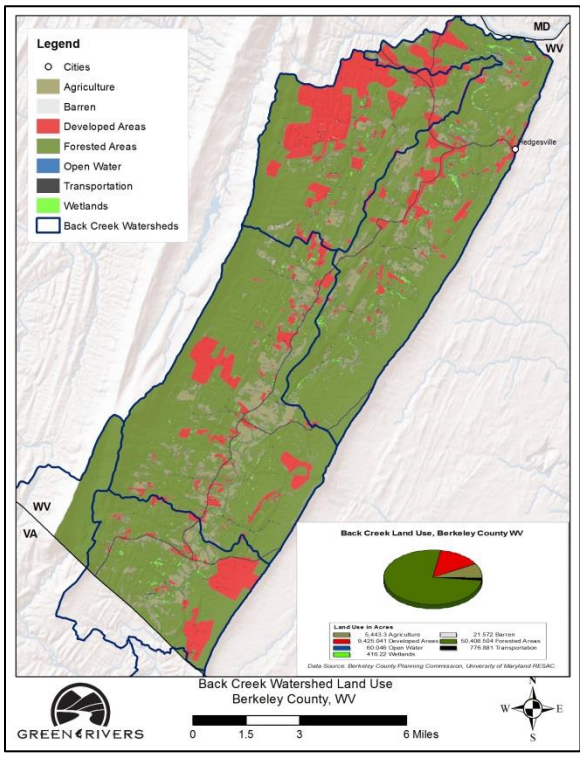 MD
WV
Legend
Cities
Agriculture
Barren
Developed Areas
Forested Areas
Open Water
Transportation
Wetlands
Back Creek Watersheds
Hedgesville
WV
VA
Back Creek Land Use, Berkeley County WV
Land Use in Acres
5,443.3 Agriculture
21.572 Barren
9,425.041 Developed Areas
50,408.504 Forested Areas
60.046 Open Water
776.881 Transportation
416.22 Wetlands
Data Source: Berkeley County Planning Commission, University of Maryland RESAC
Back Creek Watershed Land Use
Berkeley County, WV
GREEN RIVERS
0 1.5 3 6 Miles
N
W E
S